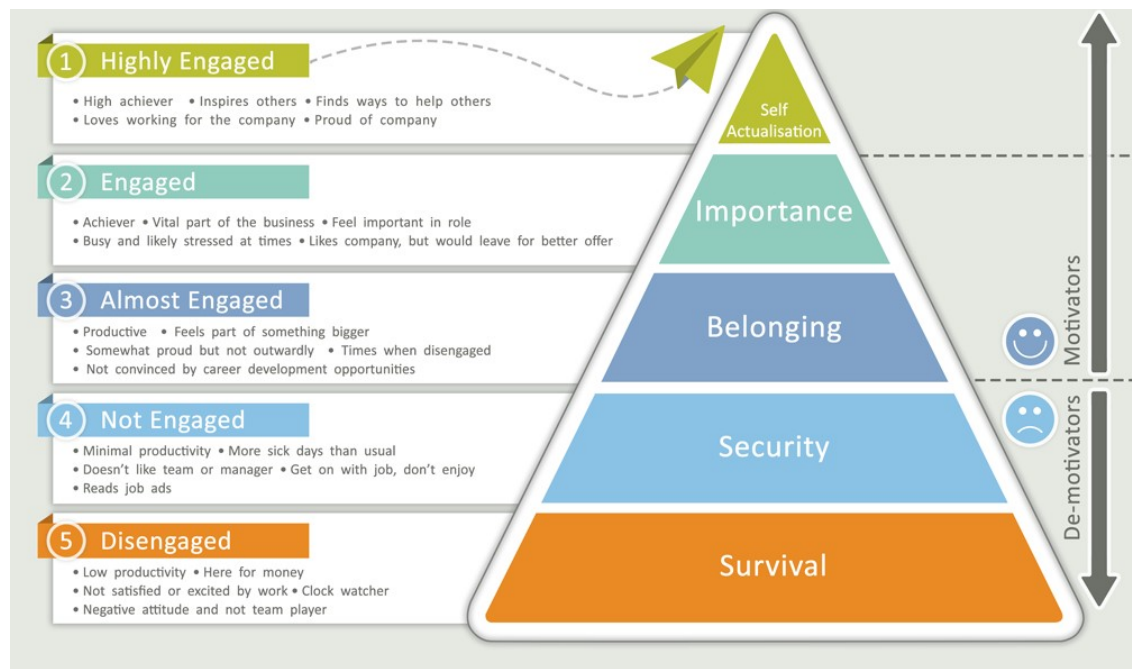 1 Highly Engaged
• High achiever • Inspires others • Finds ways to help others
• Loves working for the company • Proud of company
Self
Actualisation
2 Engaged
• Achiever • Vital part of the business • Feel important in role
• Busy and likely stressed at times • Likes company, but would leave for better offer
Importance
3 Almost Engaged
• Productive • Feels part of something bigger
• Somewhat proud but not outwardly • Times when disengaged
• Not convinced by career development opportunities
Belonging
Motivators
4 Not Engaged
• Minimal productivity • More sick days than usual
• Doesn't like team or manager • Get on with job, don't enjoy
• Reads job ads
Security
De-motivators
5 Disengaged
• Low productivity • Here for money
• Not satisfied or excited by work • Clock watcher
• Negative attitude and not team player
Survival